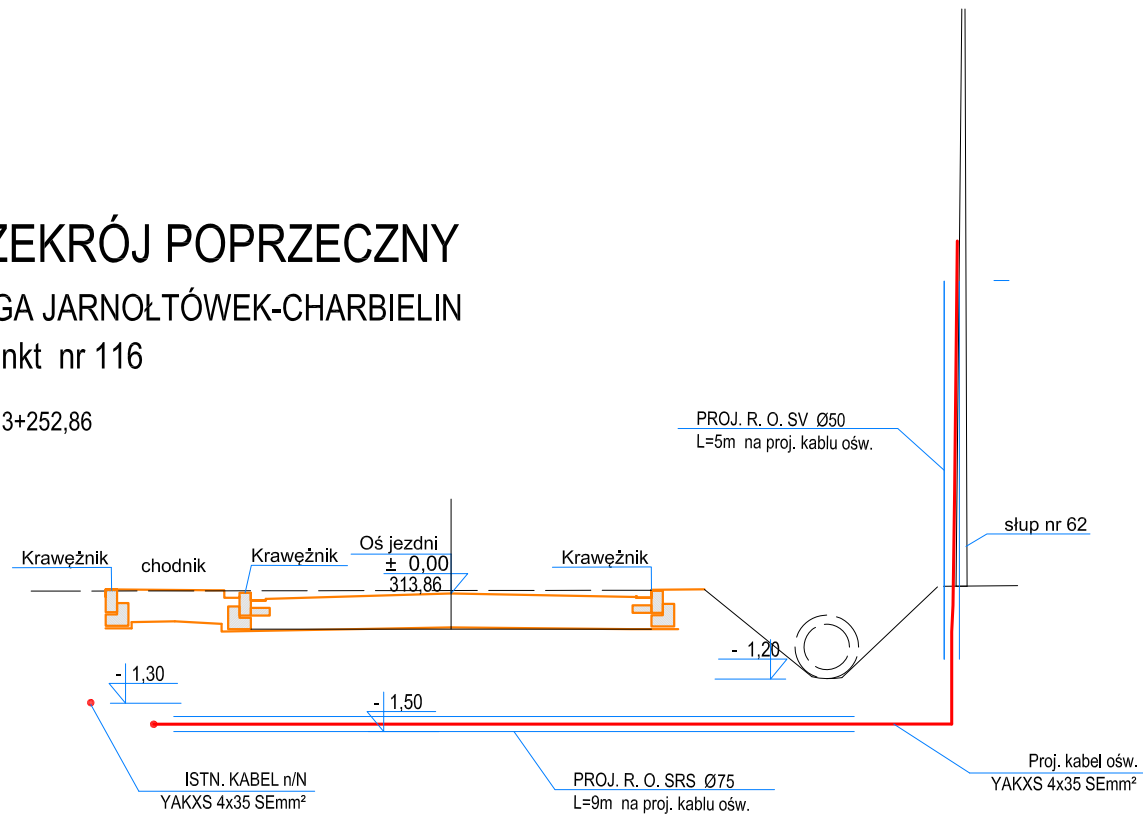 ZEKRÓJ POPRZECZNY
GA JARNOŁTÓWEK-CHARBIELIN
nkt nr 116
3+252,86
PROJ. R. O. SV Ø50
L=5m na proj. kablu ośw.
słup nr 62
Krawężnik
chodnik
Krawężnik
Oś jezdni
± 0,00
313,86
Krawężnik
- 1,20
- 1,30
- 1,50
ISTN. KABEL n/N
YAKXS 4x35 SEmm²
PROJ. R. O. SRS Ø75
L=9m na proj. kablu ośw.
Proj. kabel ośw.
YAKXS 4x35 SEmm²